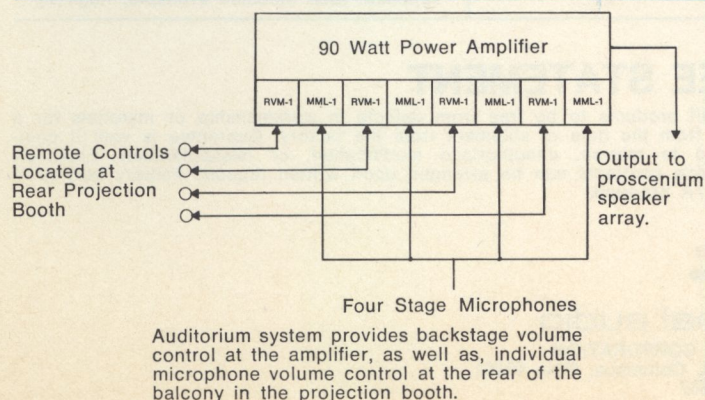 90 Watt Power Amplifier
RVM-1 MML-1 RVM-1 MML-1 RVM-1 MML-1 RVM-1 MML-1
Remote Controls
Located at
Rear Projection
Booth
Output to
proscenium
speaker
array.
Four Stage Microphones
Auditorium system provides backstage volume
control at the amplifier, as well as, individual
microphone volume control at the rear of the
balcony in the projection booth.